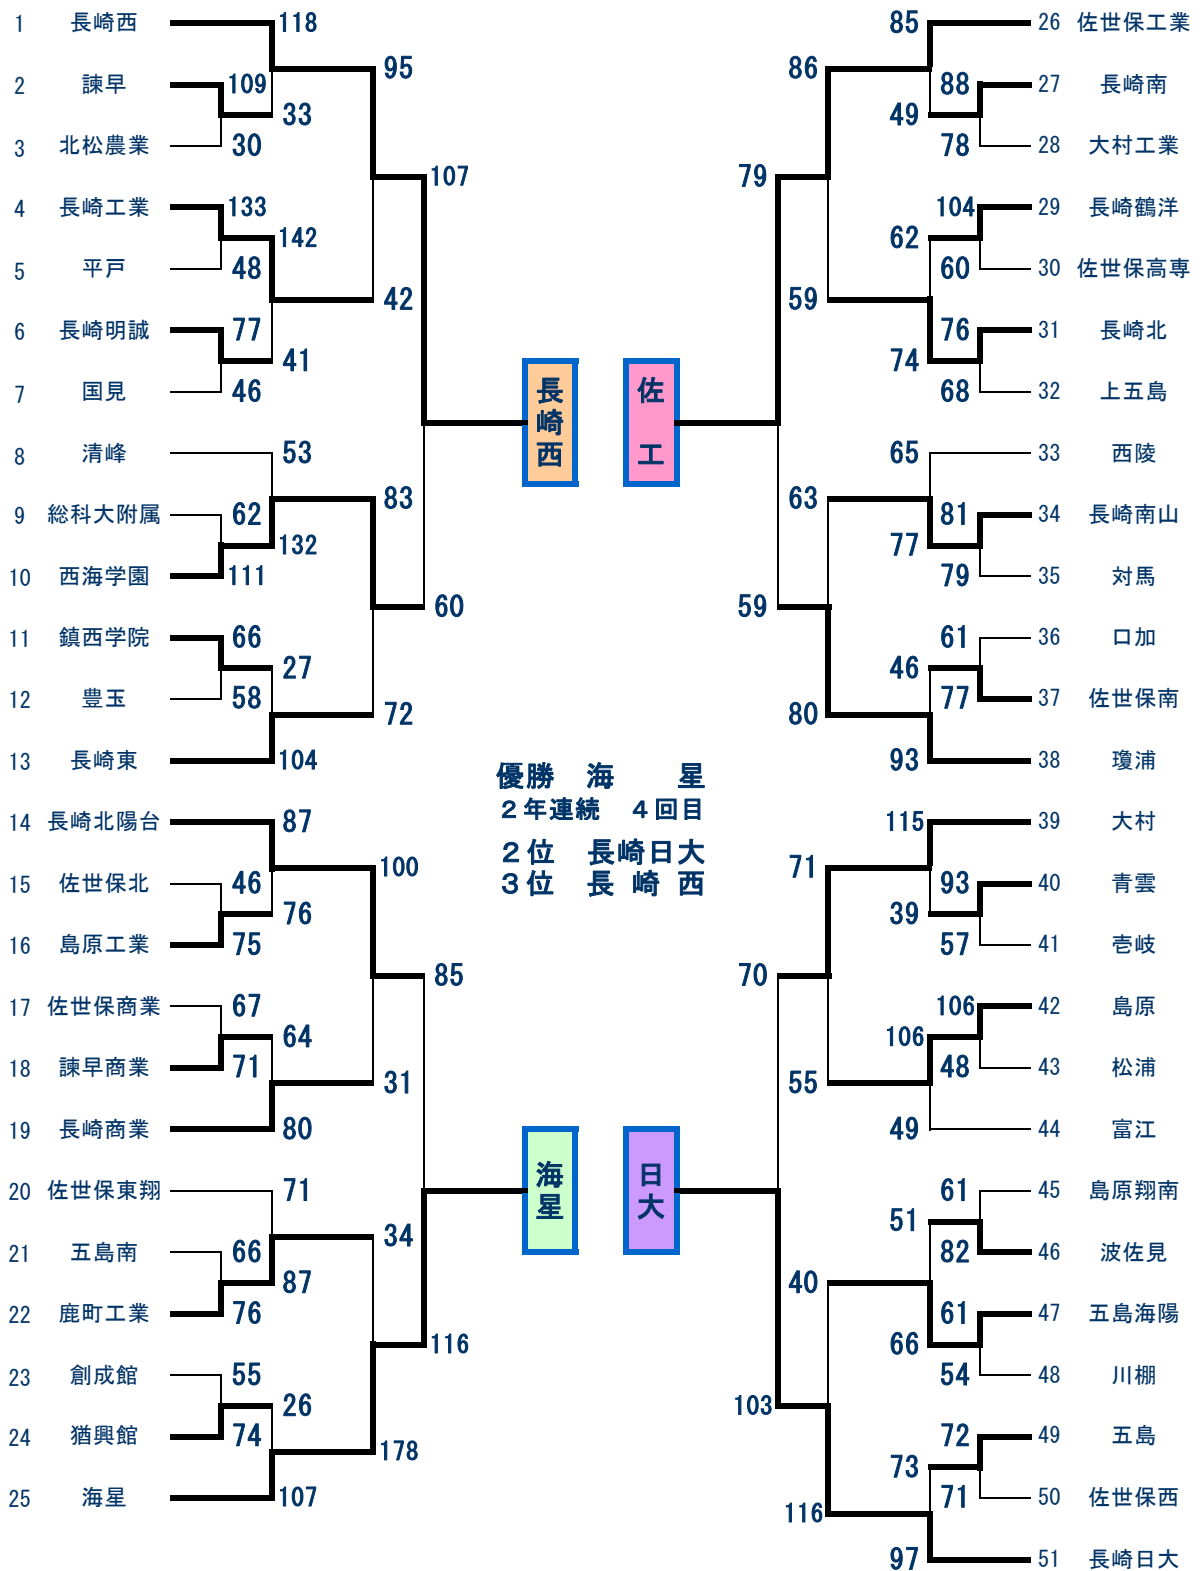 1 長崎西 118
95
2 諫早 109
33
3 北松農業 30
107
4 長崎工業 133
142
5 平戸 48
42
6 長崎明誠 77
41
7 国見 46
長崎西
8 清峰 53
83
9 総科大附属 62
132
10 西海学園 111
60
11 鎮西学院 66
27
12 豊玉 58
72
13 長崎東 104
14 長崎北陽台 87
100
15 佐世保北 46
76
16 島原工業 75
85
17 佐世保商業 67
64
18 諫早商業 71
31
19 長崎商業 80
海星
20 佐世保東翔 71
34
21 五島南 66
87
22 鹿町工業 76
116
23 創成館 55
26
24 猶興館 74
178
25 海星 107
優勝 海 星
2年連続 4回目
2位 長崎日大
3位 長崎西
85 26 佐世保工業
86
88 27 長崎南
49
78 28 大村工業
79
104 29 長崎鶴洋
62
60 30 佐世保高専
59
76 31 長崎北
74
68 32 上五島
佐工
65 33 西陵
63
81 34 長崎南山
77
79 35 対馬
59
61 36 口加
46
77 37 佐世保南
80
93 38 瓊浦
115 39 大村
71
93 40 青雲
39
57 41 壱岐
70
106 42 島原
106
48 43 松浦
55
49 44 富江
日大
61 45 島原翔南
51
82 46 波佐見
40
61 47 五島海陽
66
54 48 川棚
103
72 49 五島
73
71 50 佐世保西
116
97 51 長崎日大